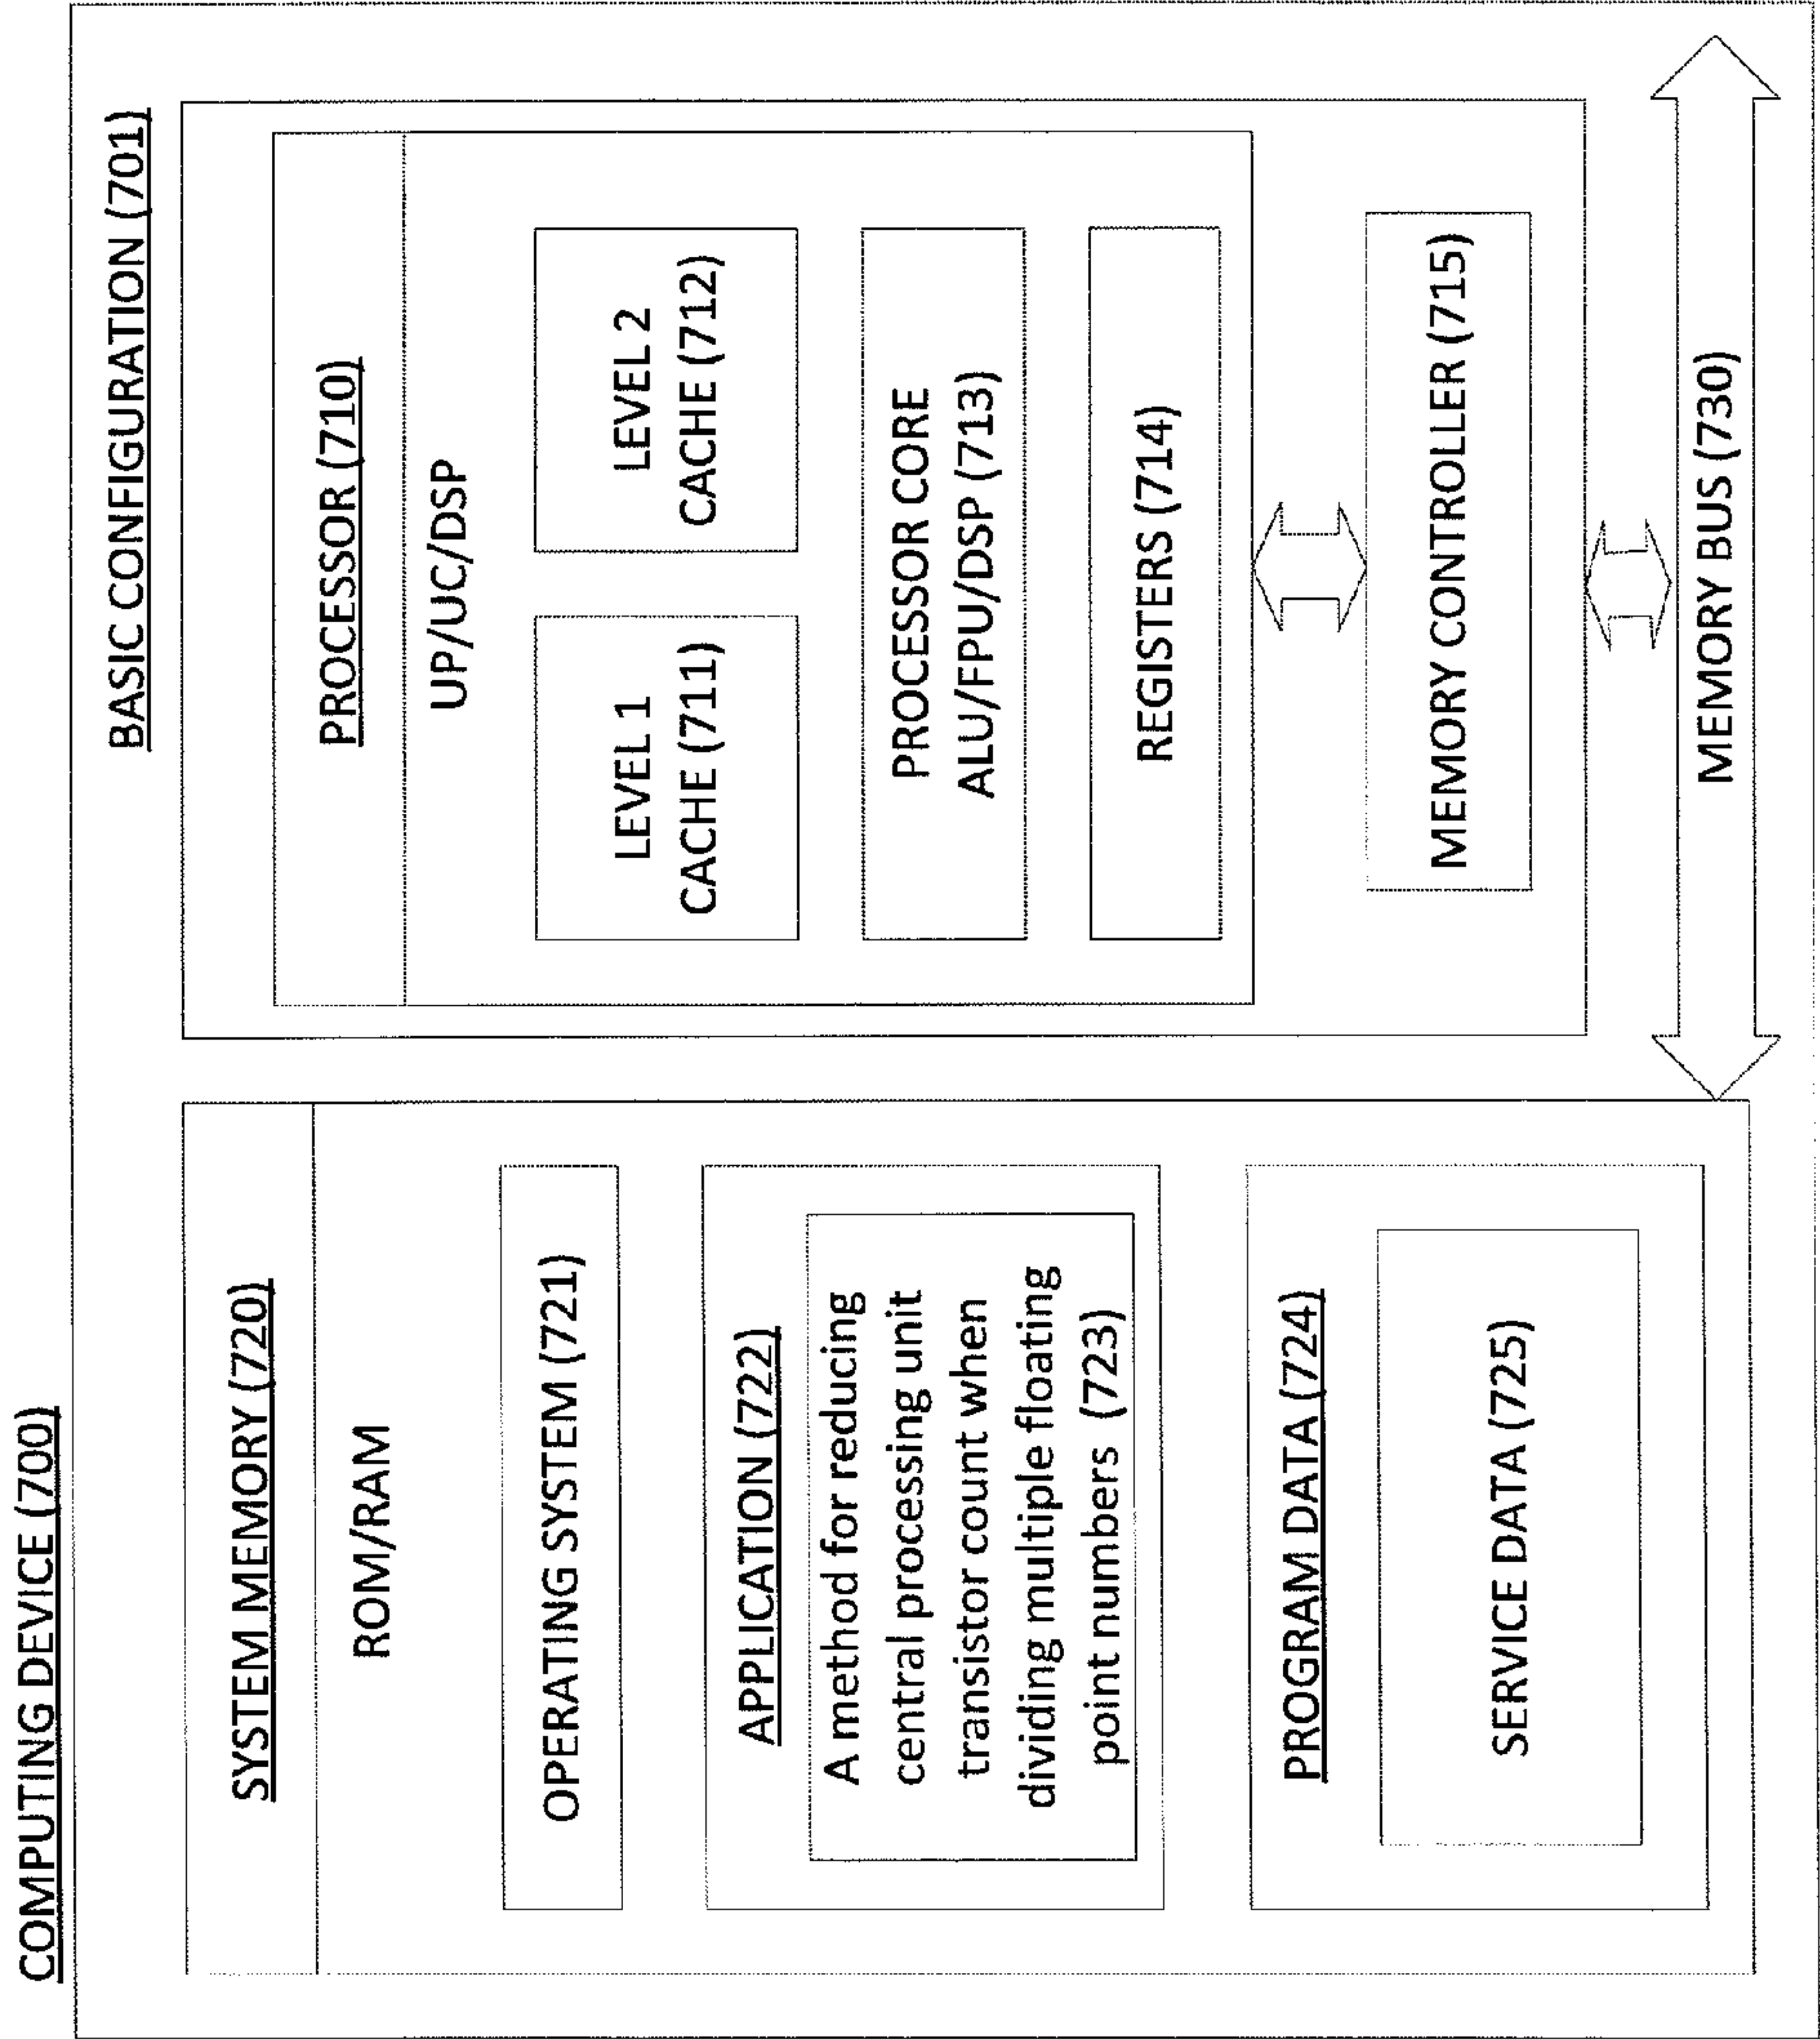 COMPUTING DEVICE (700)
SYSTEM MEMORY (720)
ROM/RAM
OPERATING SYSTEM (721)
APPLICATION (722)
A method for reducing
central processing unit
transistor count when
dividing multiple floating
point numbers (723)
PROGRAM DATA (724)
SERVICE DATA (725)
BASIC CONFIGURATION (701)
PROCESSOR (710)
UP/UC/DSP
LEVEL 1
CACHE (711)
LEVEL 2
CACHE (712)
PROCESSOR CORE
ALU/FPU/DSP (713)
REGISTERS (714)
MEMORY CONTROLLER (715)
MEMORY BUS (730)